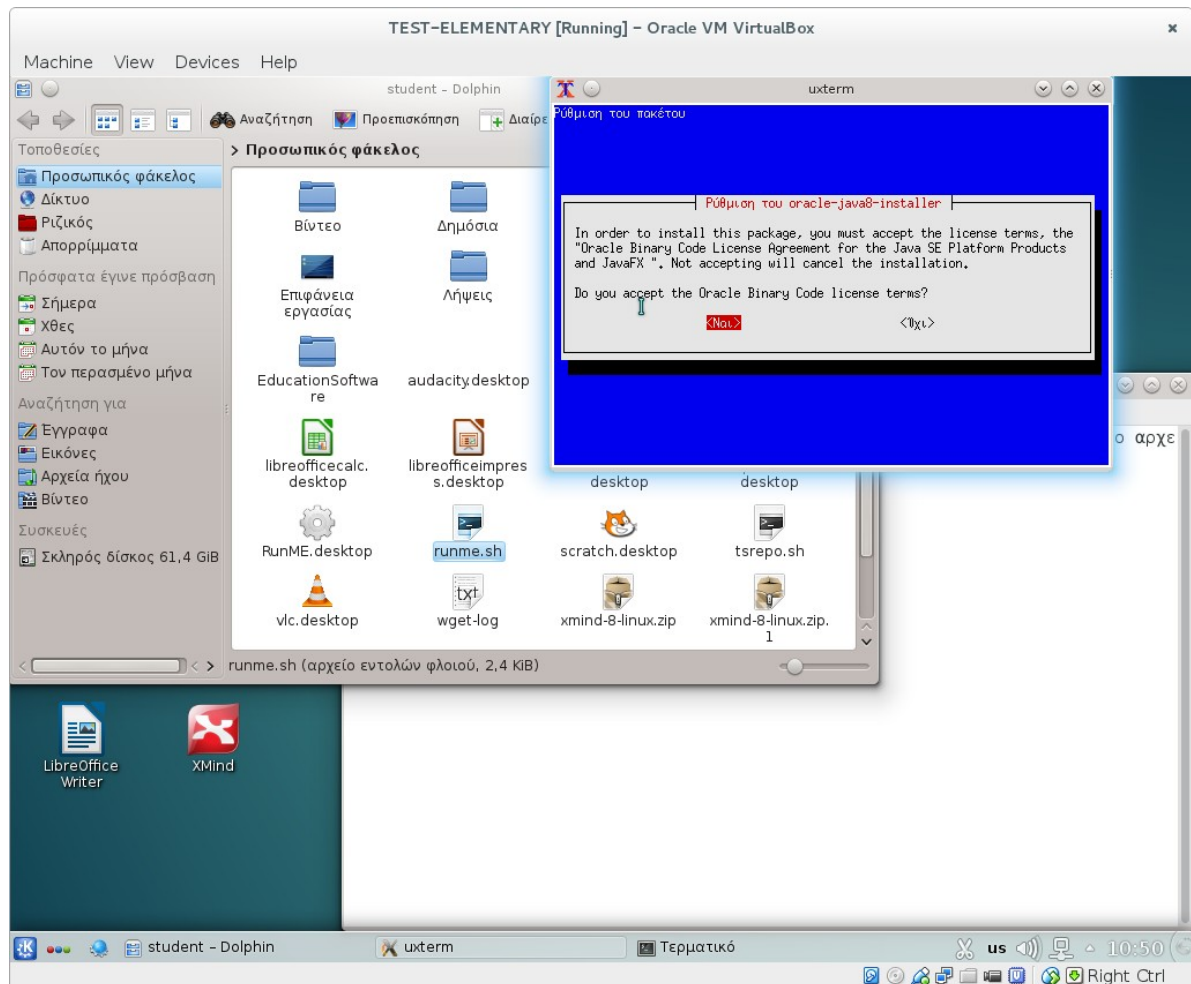 TEST-ELEMENTARY [Running] - Oracle VM VirtualBox
Machine View Devices Help
student - Dolphin
Αναζήτηση Προεπισκόπηση Διαίρε
Τοποθεσίες
Προσωπικός φάκελος
Δίκτυο
Ριζικός
Απορρίμματα
Πρόσφατα έγινε πρόσβαση
Σήμερα
Χθες
Αυτόν το μήνα
Τον περασμένο μήνα
Αναζήτηση για
Έγγραφα
Εικόνες
Αρχεία ήχου
Βίντεο
Συσκευές
Σκληρός δίσκος 61,4 GiB
> Προσωπικός φάκελος
Βίντεο
Δημόσια
Επιφάνεια
εργασίας
Λήψεις
EducationSoftwa
re
audacity.desktop
libreofficecalc.
desktop
libreofficeimpres
s.desktop
desktop
desktop
RunME.desktop
runme.sh
scratch.desktop
tsrepo.sh
vlc.desktop
txt
wget-log
xmind-8-linux.zip
xmind-8-linux.zip.
1
runme.sh (αρχείο εντολών φλοιού, 2,4 KiB)
uxterm
Ρύθμιση του πακέτου
Ρύθμιση του oracle-java8-installer
In order to install this package, you must accept the license terms, the
"Oracle Binary Code License Agreement for the Java SE Platform Products
and JavaFX ". Not accepting will cancel the installation.
Do you accept the Oracle Binary Code license terms?
<Ναι> <Όχι>
ο αρχε
LibreOffice
Writer
XMind
student - Dolphin
uxterm
Τερματικό
us
10:50
Right Ctrl